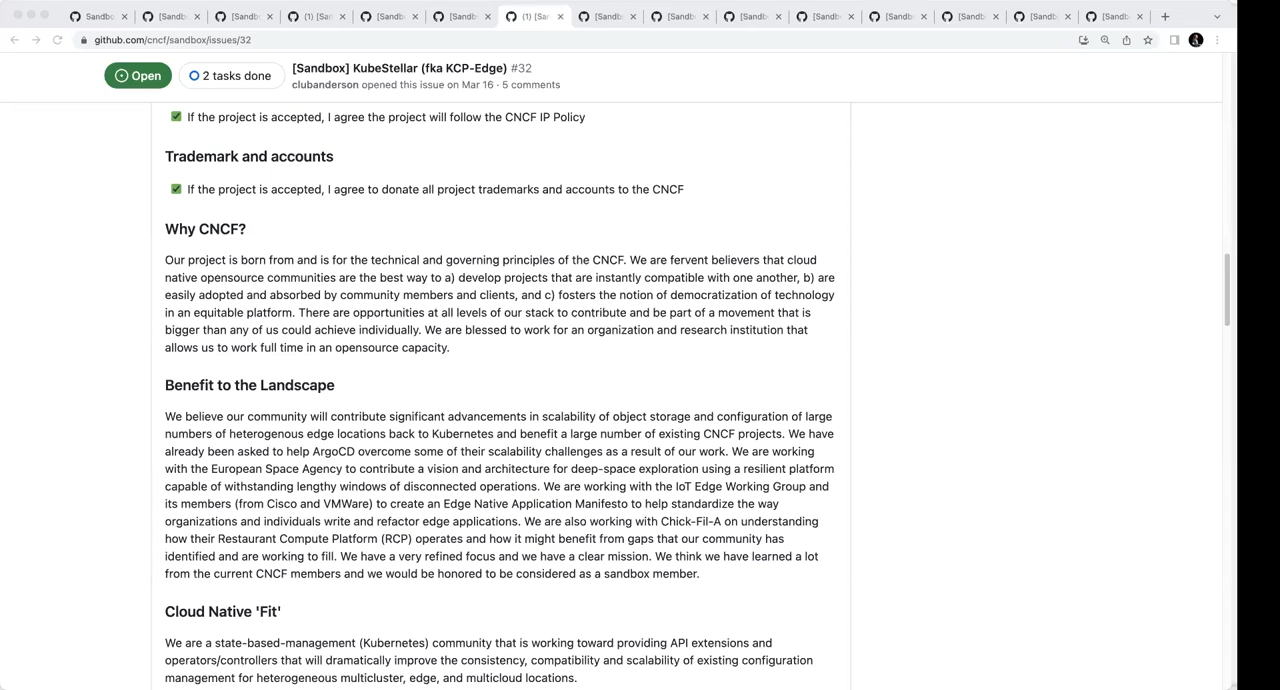 Sandbo
[Sandb
[Sandb
(1) [San
[Sandb
[Sandb
(1) [San
[Sandb
[Sandb
[Sandb
[Sandb
[Sandb
[Sandb
[Sandb
[Sandb
github.com/cncf/sandbox/issues/32
Open
2 tasks done
[Sandbox] KubeStellar (fka KCP-Edge) #32
clubanderson opened this issue on Mar 16 · 5 comments
If the project is accepted, I agree the project will follow the CNCF IP Policy
Trademark and accounts
If the project is accepted, I agree to donate all project trademarks and accounts to the CNCF
Why CNCF?
Our project is born from and is for the technical and governing principles of the CNCF. We are fervent believers that cloud
native opensource communities are the best way to a) develop projects that are instantly compatible with one another, b) are
easily adopted and absorbed by community members and clients, and c) fosters the notion of democratization of technology
in an equitable platform. There are opportunities at all levels of our stack to contribute and be part of a movement that is
bigger than any of us could achieve individually. We are blessed to work for an organization and research institution that
allows us to work full time in an opensource capacity.
Benefit to the Landscape
We believe our community will contribute significant advancements in scalability of object storage and configuration of large
numbers of heterogenous edge locations back to Kubernetes and benefit a large number of existing CNCF projects. We have
already been asked to help ArgoCD overcome some of their scalability challenges as a result of our work. We are working
with the European Space Agency to contribute a vision and architecture for deep-space exploration using a resilient platform
capable of withstanding lengthy windows of disconnected operations. We are working with the IoT Edge Working Group and
its members (from Cisco and VMWare) to create an Edge Native Application Manifesto to help standardize the way
organizations and individuals write and refactor edge applications. We are also working with Chick-Fil-A on understanding
how their Restaurant Compute Platform (RCP) operates and how it might benefit from gaps that our community has
identified and are working to fill. We have a very refined focus and we have a clear mission. We think we have learned a lot
from the current CNCF members and we would be honored to be considered as a sandbox member.
Cloud Native 'Fit'
We are a state-based-management (Kubernetes) community that is working toward providing API extensions and
operators/controllers that will dramatically improve the consistency, compatibility and scalability of existing configuration
management for heterogeneous multicluster, edge, and multicloud locations.